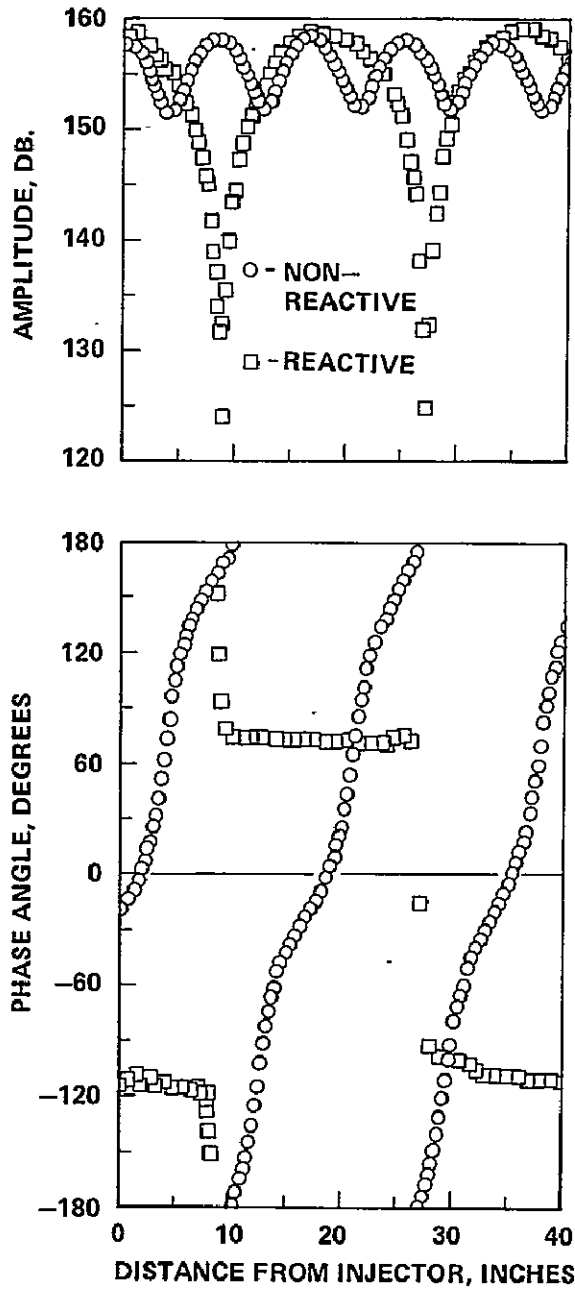 160
150
140
130
120
AMPLITUDE, DB.
○ - NON-
REACTIVE
□ - REACTIVE
180
120
60
0
-60
-120
-180
PHASE ANGLE, DEGREES
0 10 20 30 40
DISTANCE FROM INJECTOR, INCHES